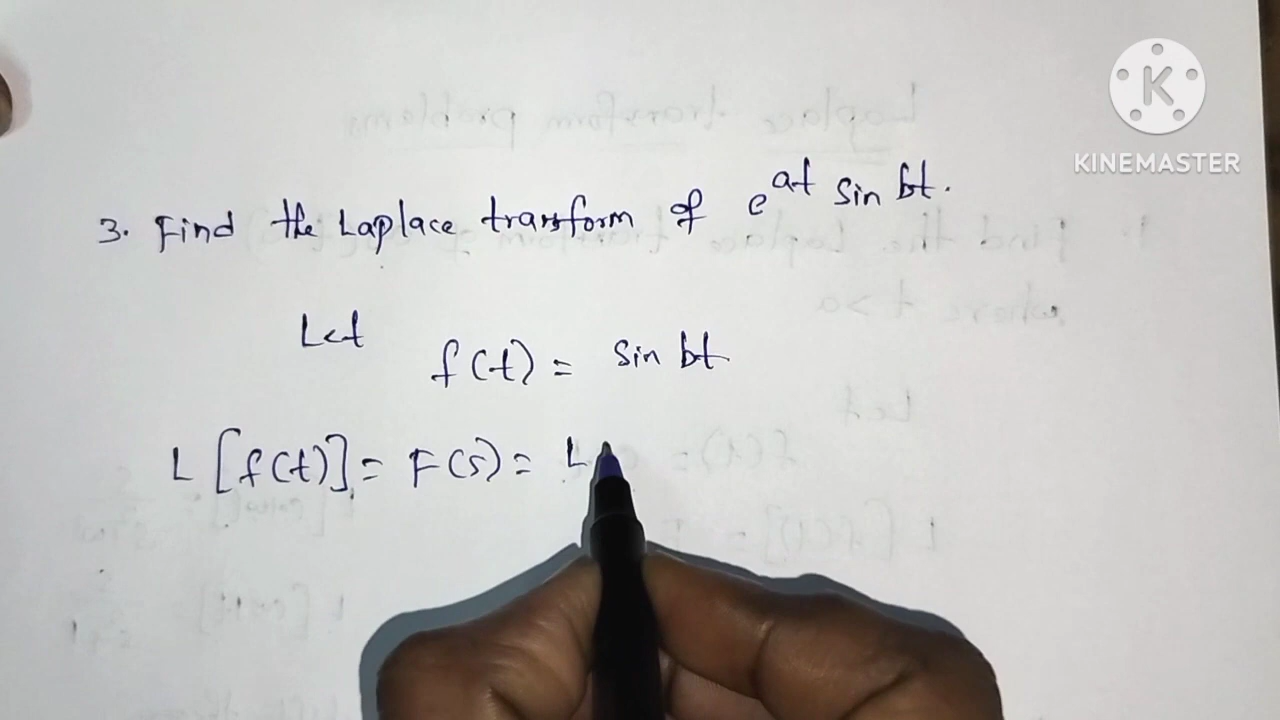 KINEMASTER
3. Find the Laplace transform of e^at sin bt.
Let
f(t) = sin bt
L [f(t)] = F(s) = L